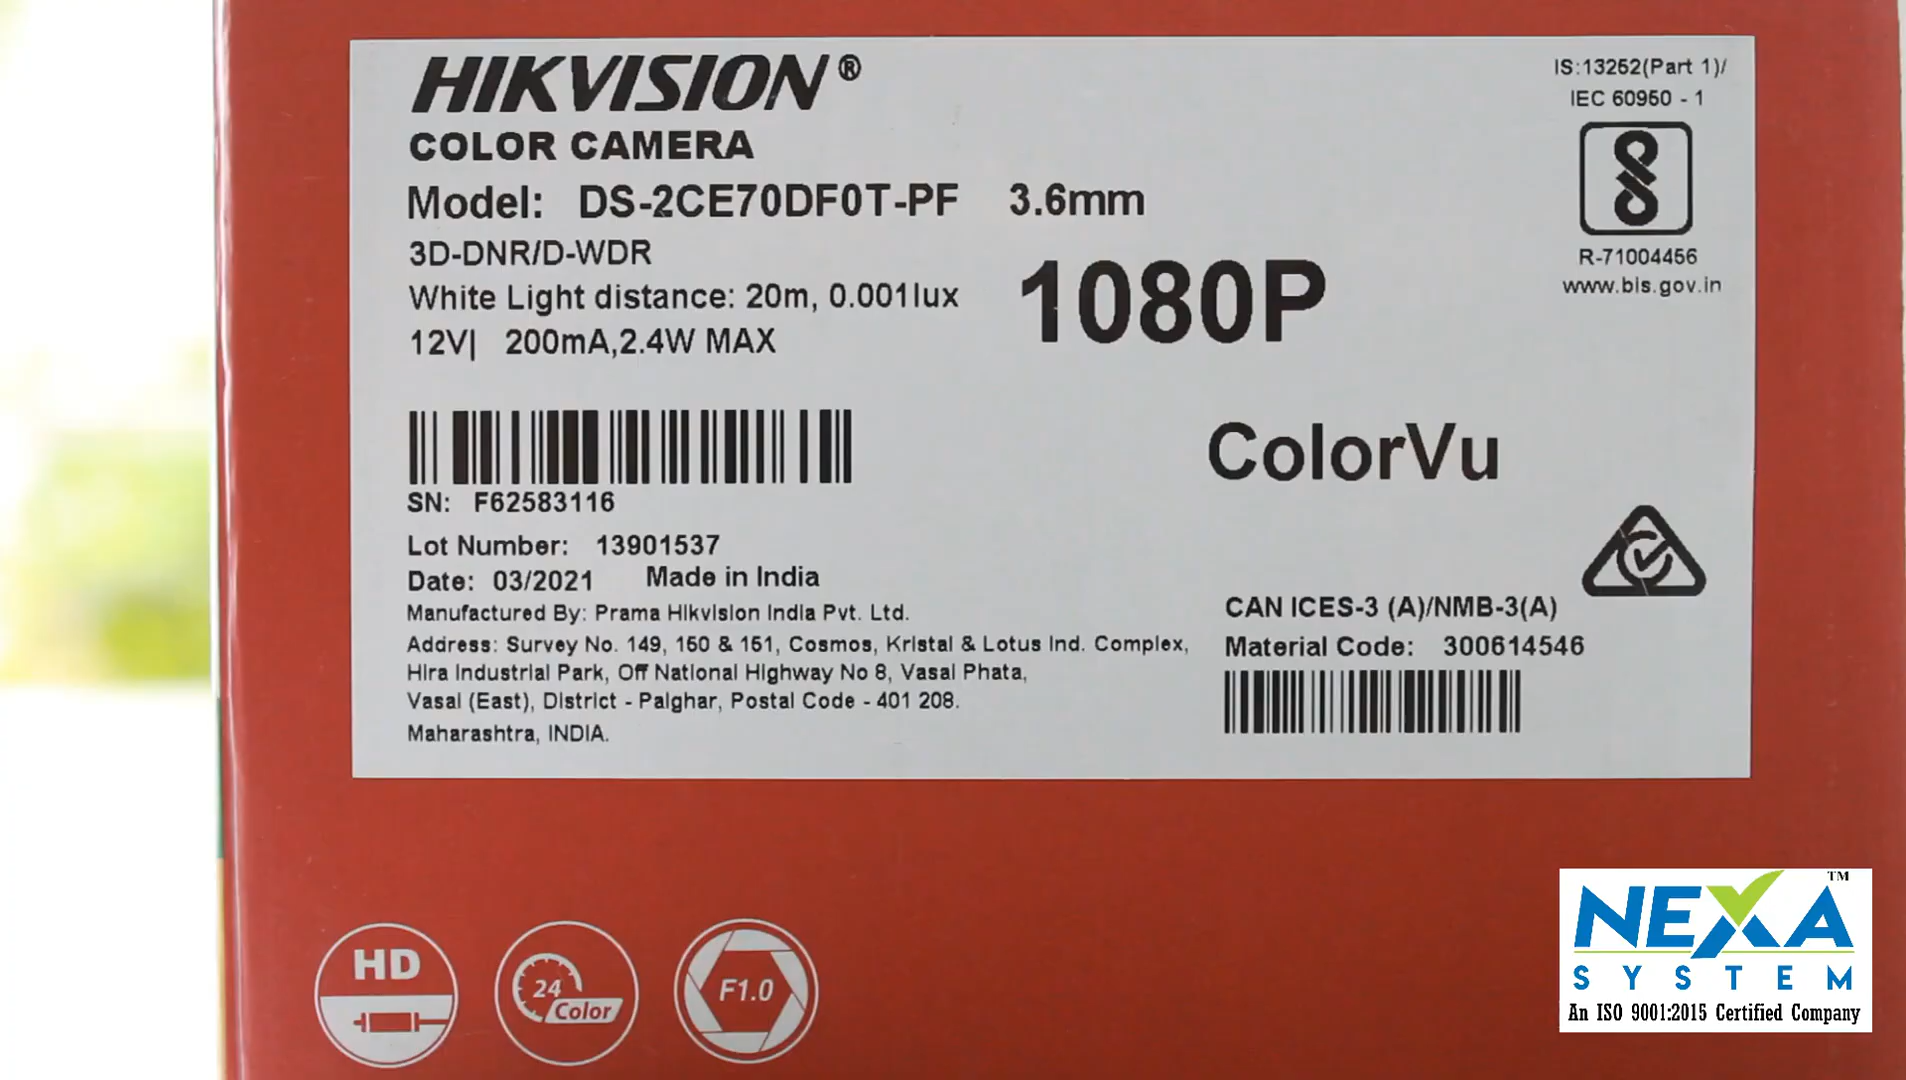 HIKVISION®
COLOR CAMERA
Model: DS-2CE70DF0T-PF 3.6mm
3D-DNR/D-WDR
White Light distance: 20m, 0.001lux
12V| 200mA,2.4W MAX
1080P
IS:13252(Part 1)/
IEC 60950 - 1
R-71004456
www.bis.gov.in
ColorVu
SN: F62583116
Lot Number: 13901537
Date: 03/2021 Made in India
Manufactured By: Prama Hikvision India Pvt. Ltd.
Address: Survey No. 149, 150 & 151, Cosmos, Kristal & Lotus Ind. Complex,
Hira Industrial Park, Off National Highway No 8, Vasai Phata,
Vasai (East), District - Palghar, Postal Code - 401 208.
Maharashtra, INDIA.
CAN ICES-3 (A)/NMB-3(A)
Material Code: 300614546
HD
24
Color
F1.0
NEXA™
SYSTEM
An ISO 9001:2015 Certified Company